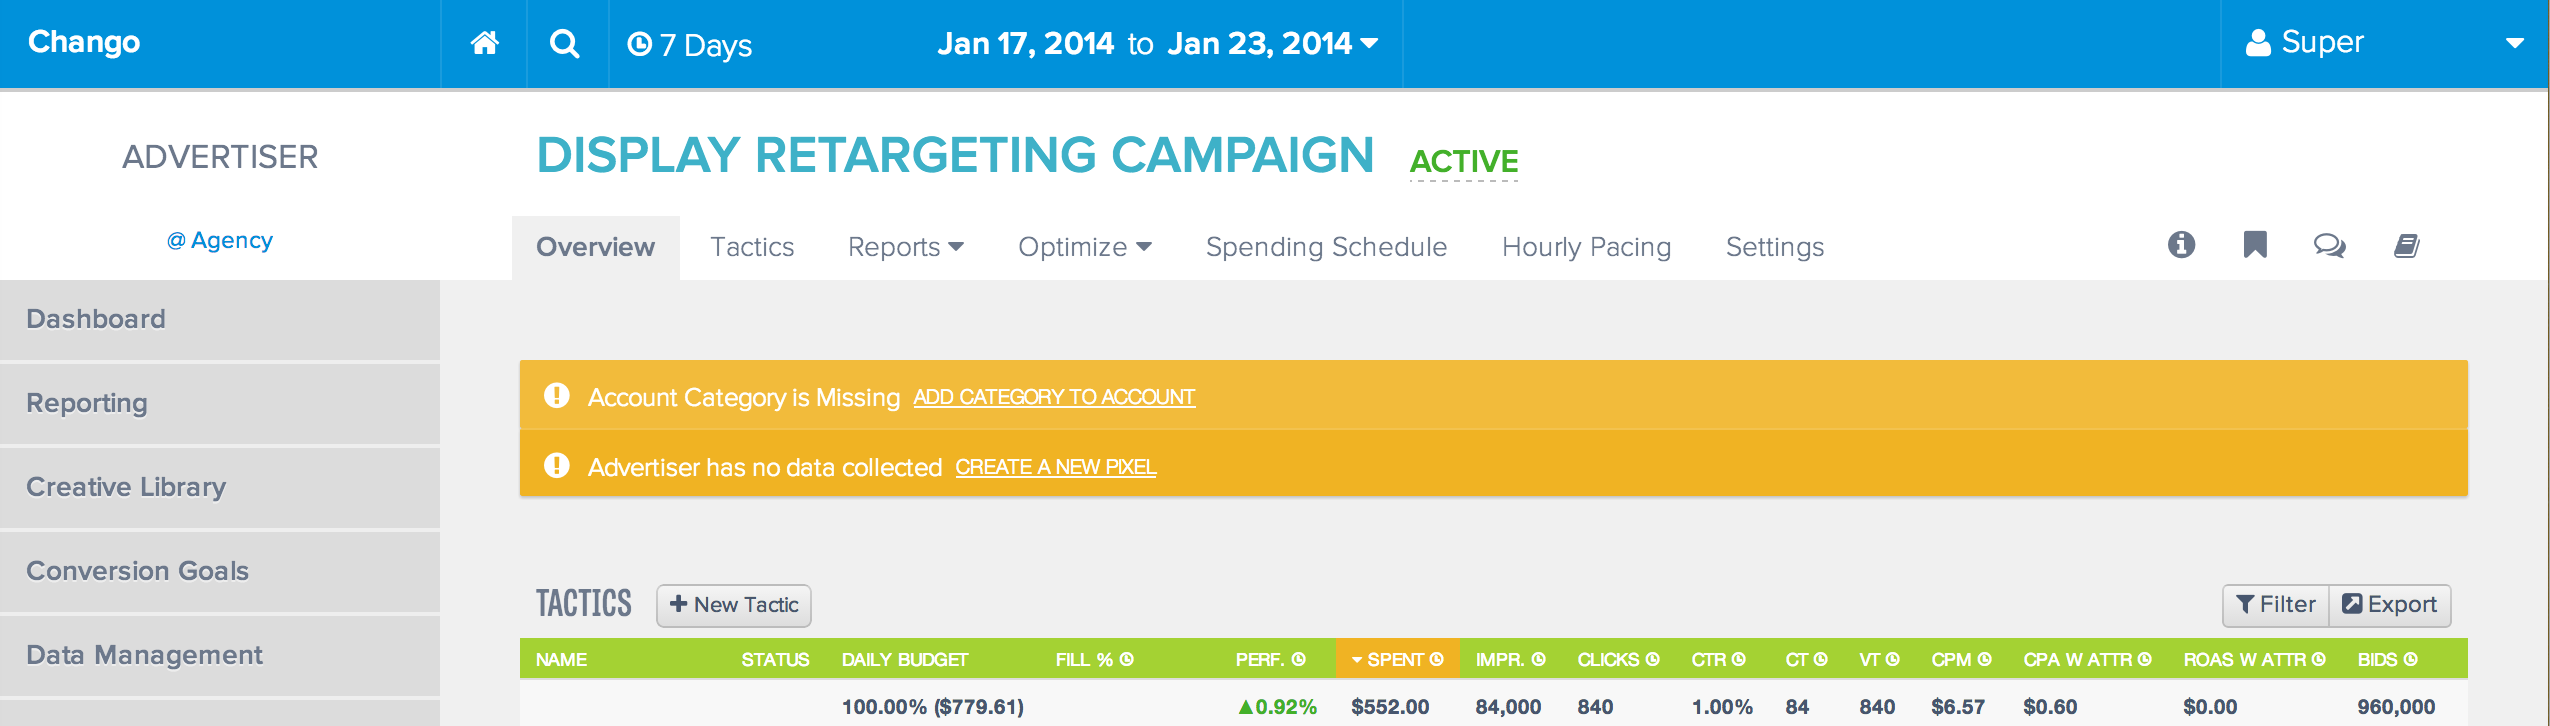 Chango 7 Days Jan 17, 2014 to Jan 23, 2014 Super
ADVERTISER
@ Agency
DISPLAY RETARGETING CAMPAIGN ACTIVE
Overview Tactics Reports Optimize Spending Schedule Hourly Pacing Settings
Dashboard
Reporting
Creative Library
Conversion Goals
Data Management
Account Category is Missing ADD CATEGORY TO ACCOUNT
Advertiser has no data collected CREATE A NEW PIXEL
TACTICS + New Tactic Filter Export
NAME STATUS DAILY BUDGET FILL % PERF. SPENT IMPR. CLICKS CTR CT VT CPM CPA W ATTR ROAS W ATTR BIDS
100.00% ($779.61) ▲0.92% $552.00 84,000 840 1.00% 84 840 $6.57 $0.60 $0.00 960,000